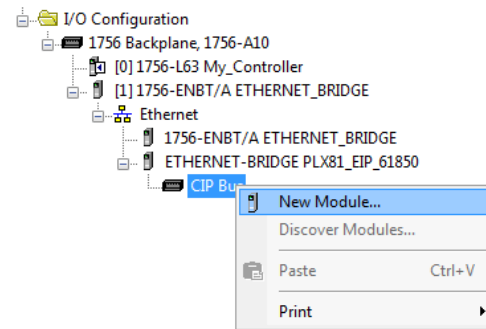 I/O Configuration
1756 Backplane, 1756-A10
[0] 1756-L63 My_Controller
[1] 1756-ENBT/A ETHERNET_BRIDGE
Ethernet
1756-ENBT/A ETHERNET_BRIDGE
ETHERNET-BRIDGE PLX81_EIP_61850
CIP Bus
New Module...
Discover Modules...
Paste Ctrl+V
Print